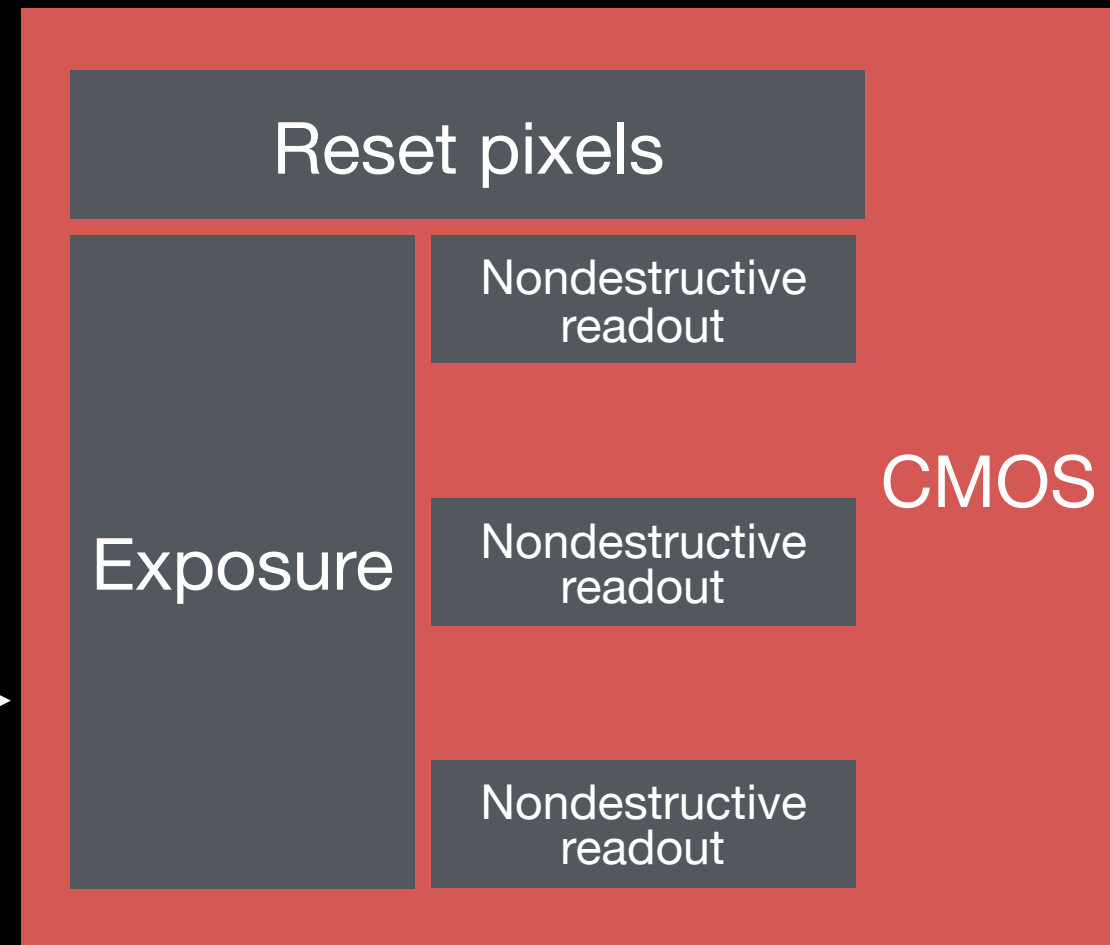 Reset pixels
Nondestructive
readout
CMOS
Exposure
Nondestructive
readout
Nondestructive
readout